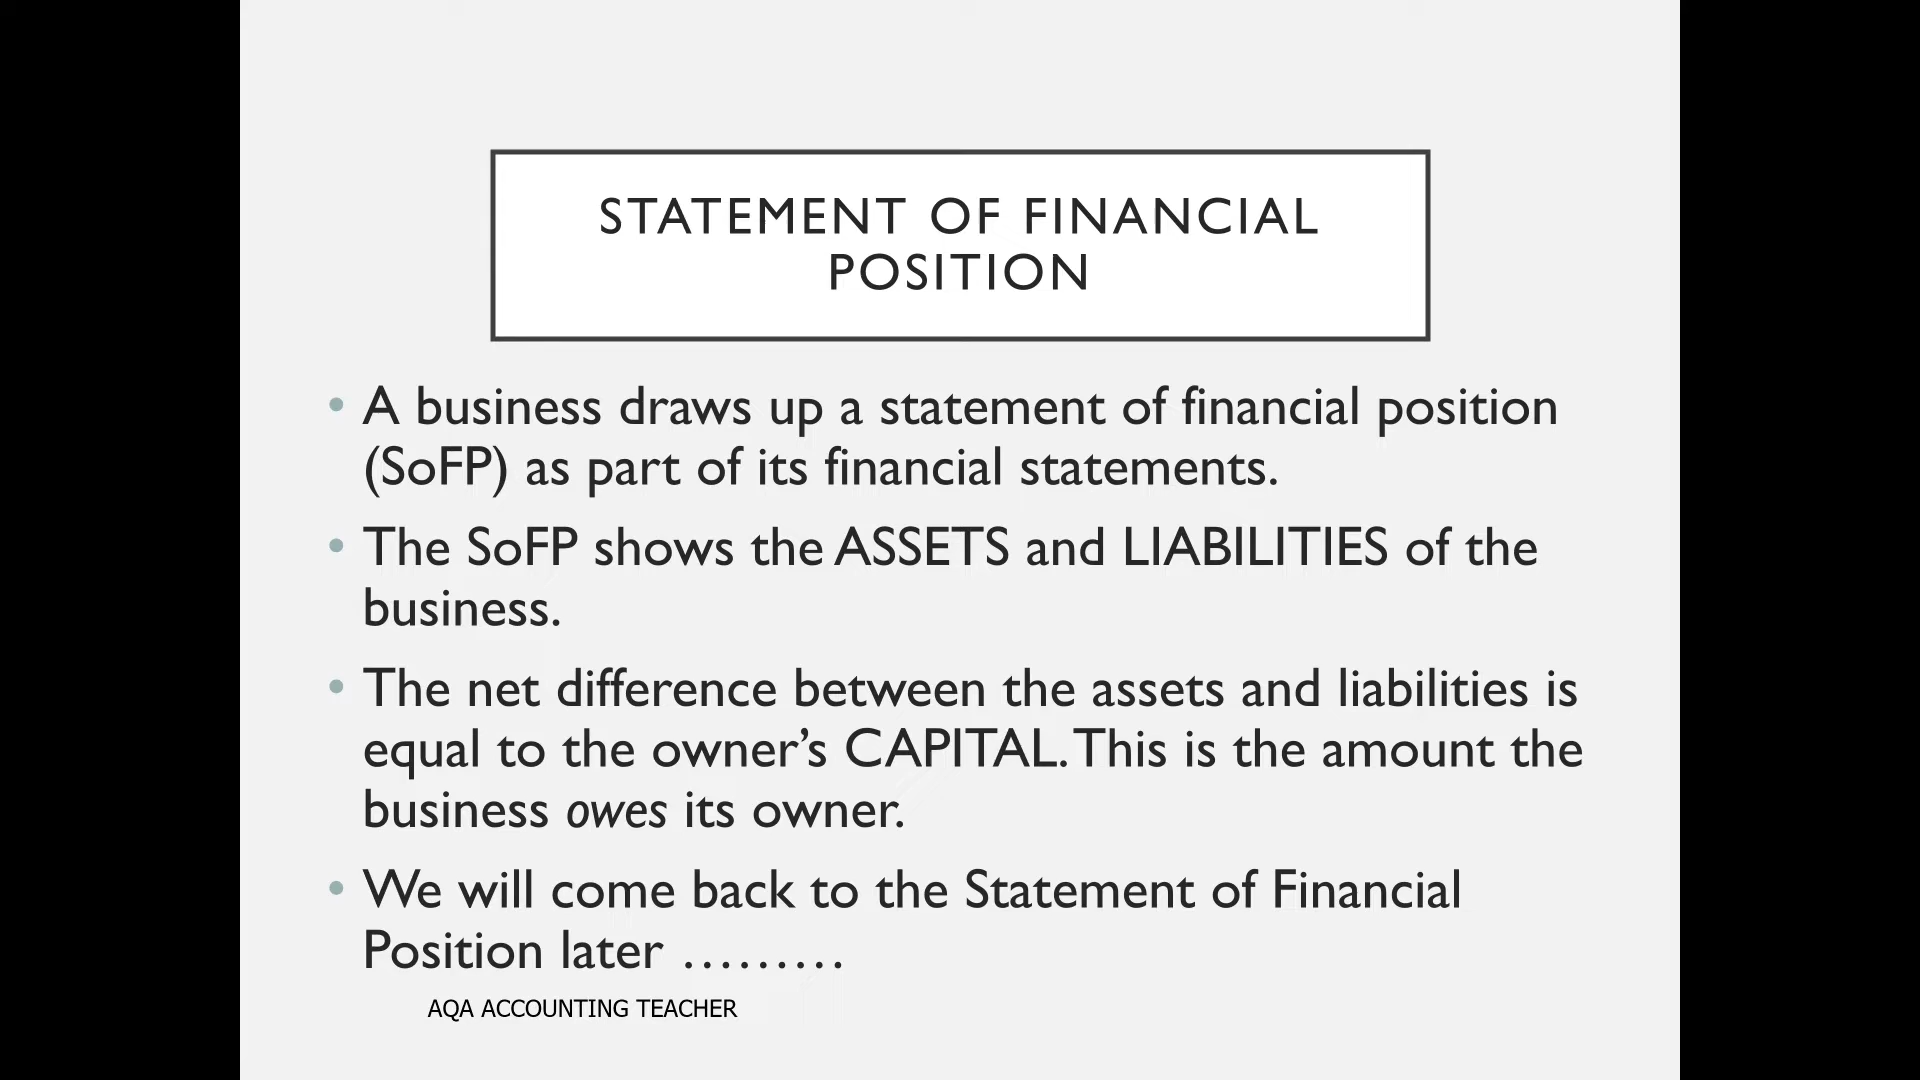 STATEMENT OF FINANCIAL
POSITION
• A business draws up a statement of financial position
(SoFP) as part of its financial statements.
• The SoFP shows the ASSETS and LIABILITIES of the
business.
• The net difference between the assets and liabilities is
equal to the owner’s CAPITAL. This is the amount the
business owes its owner.
• We will come back to the Statement of Financial
Position later ………
AQA ACCOUNTING TEACHER